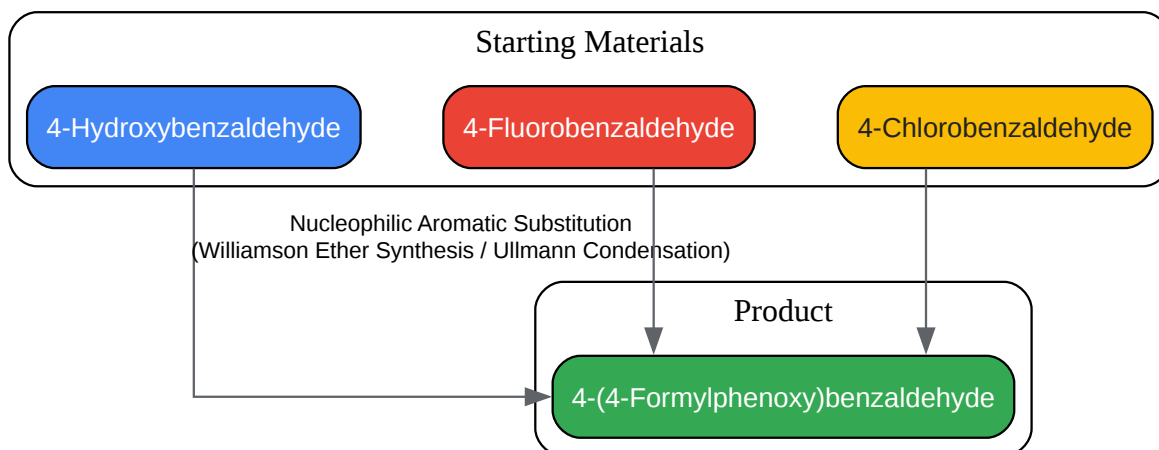 Starting Materials
4-Hydroxybenzaldehyde
4-Fluorobenzaldehyde
4-Chlorobenzaldehyde
Nucleophilic Aromatic Substitution
(Williamson Ether Synthesis / Ullmann Condensation)
Product
4-(4-Formylphenoxy)benzaldehyde